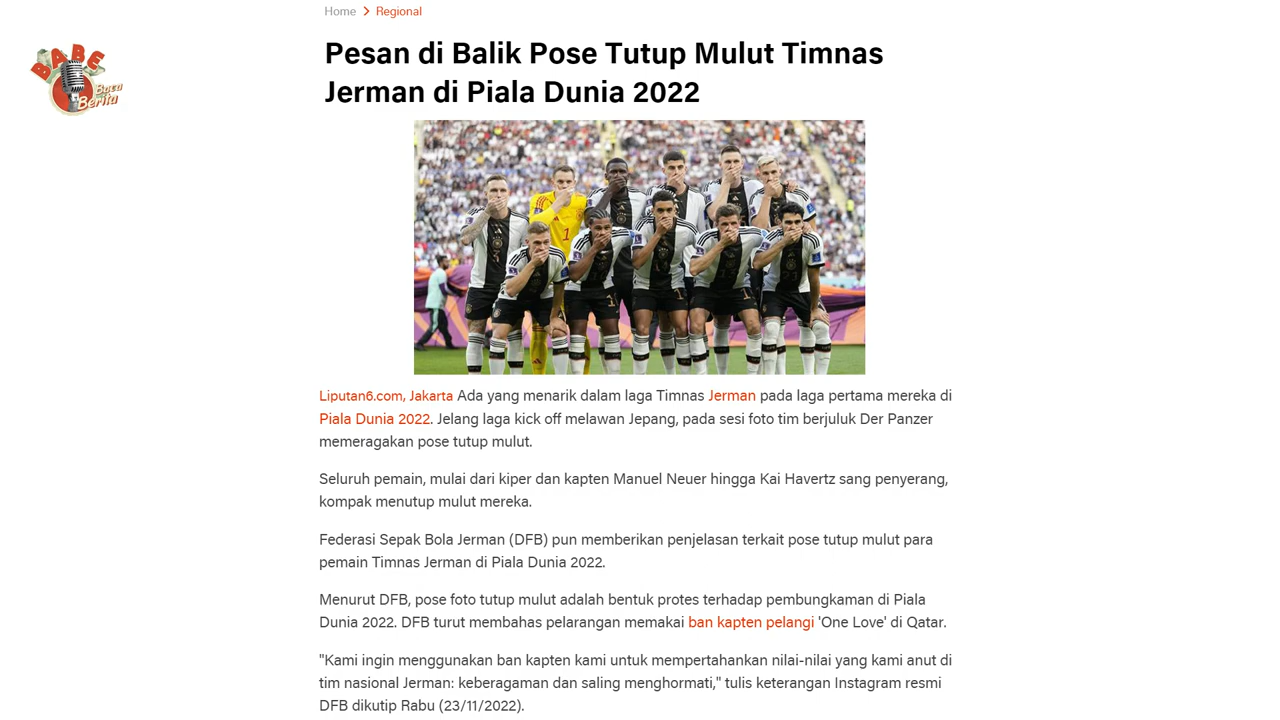 Home > Regional
BABE
Baca
Berita
Pesan di Balik Pose Tutup Mulut Timnas
Jerman di Piala Dunia 2022
Liputan6.com, Jakarta Ada yang menarik dalam laga Timnas Jerman pada laga pertama mereka di
Piala Dunia 2022. Jelang laga kick off melawan Jepang, pada sesi foto tim berjuluk Der Panzer
memeragakan pose tutup mulut.
Seluruh pemain, mulai dari kiper dan kapten Manuel Neuer hingga Kai Havertz sang penyerang,
kompak menutup mulut mereka.
Federasi Sepak Bola Jerman (DFB) pun memberikan penjelasan terkait pose tutup mulut para
pemain Timnas Jerman di Piala Dunia 2022.
Menurut DFB, pose foto tutup mulut adalah bentuk protes terhadap pembungkaman di Piala
Dunia 2022. DFB turut membahas pelarangan memakai ban kapten pelangi 'One Love' di Qatar.
"Kami ingin menggunakan ban kapten kami untuk mempertahankan nilai-nilai yang kami anut di
tim nasional Jerman: keberagaman dan saling menghormati," tulis keterangan Instagram resmi
DFB dikutip Rabu (23/11/2022).